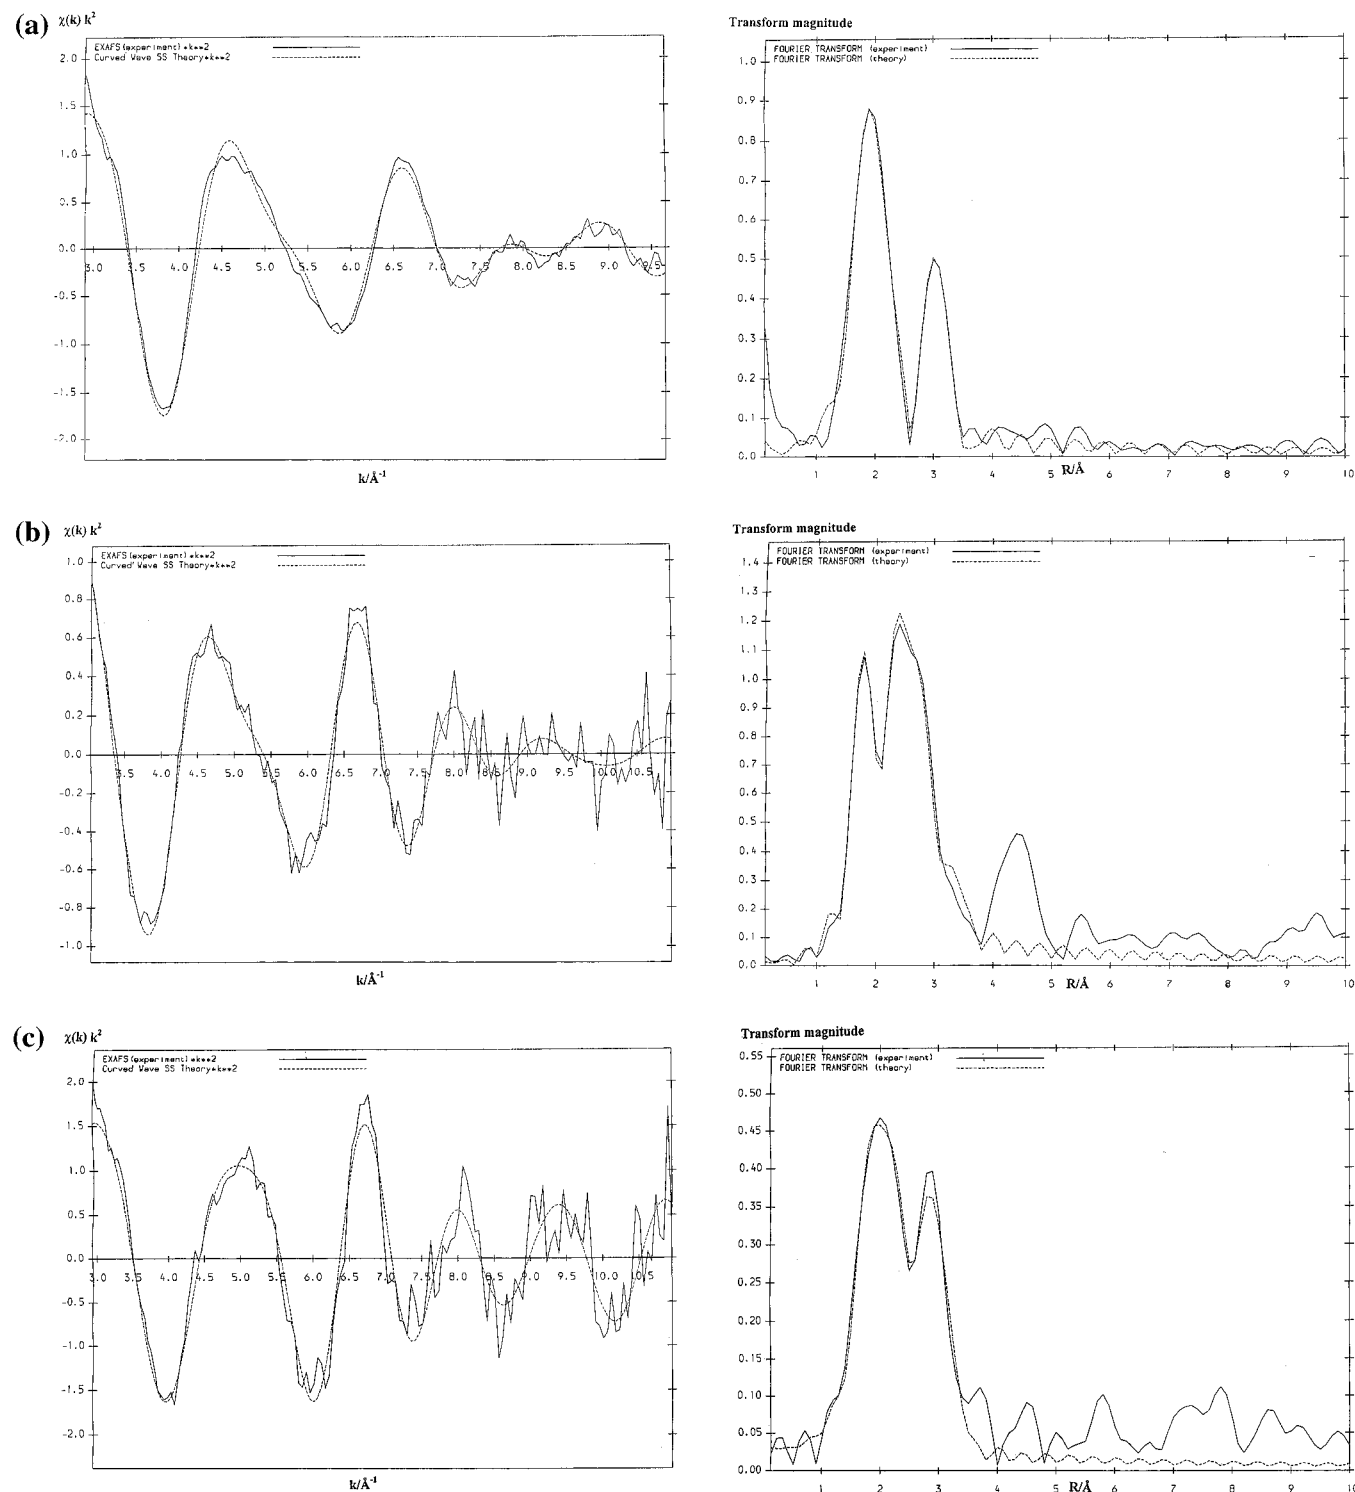 (a) χ(k) k²
EXAFS (experiment) *k**2
Curved Wave SS Theory*k**2
2.0
1.5
1.0
0.5
0.0
3.0 3.5 4.0 4.5 5.0 5.5 6.0 6.5 7.0 7.5 8.0 8.5 9.0 9.5
-0.5
-1.0
-1.5
-2.0
k/Å⁻¹
Transform magnitude
FOURIER TRANSFORM (experiment)
FOURIER TRANSFORM (theory)
1.0
0.9
0.8
0.7
0.6
0.5
0.4
0.3
0.2
0.1
0.0
1 2 3 4 5 R/Å 6 7 8 9 10
(b) χ(k) k²
EXAFS (experiment) *k**2
Curved Wave SS Theory*k**2
1.0
0.8
0.6
0.4
0.2
0.0
3.5 4.0 4.5 5.0 5.5 6.0 6.5 7.0 7.5 8.0 8.5 9.0 9.5 10.0 10.5
-0.2
-0.4
-0.6
-0.8
-1.0
k/Å⁻¹
Transform magnitude
FOURIER TRANSFORM (experiment)
FOURIER TRANSFORM (theory)
1.4
1.3
1.2
1.1
1.0
0.9
0.8
0.7
0.6
0.5
0.4
0.3
0.2
0.1
0.0
1 2 3 4 5 R/Å 6 7 8 9 10
(c) χ(k) k²
EXAFS (experiment) *k**2
Curved Wave SS Theory*k**2
2.0
1.5
1.0
0.5
0.0
3.0 3.5 4.0 4.5 5.0 5.5 6.0 6.5 7.0 7.5 8.0 8.5 9.0 9.5 10.0 10.5
-0.5
-1.0
-1.5
-2.0
k/Å⁻¹
Transform magnitude
FOURIER TRANSFORM (experiment)
FOURIER TRANSFORM (theory)
0.55
0.50
0.45
0.40
0.35
0.30
0.25
0.20
0.15
0.10
0.05
0.00
1 2 3 4 5 R/Å 6 7 8 9 10